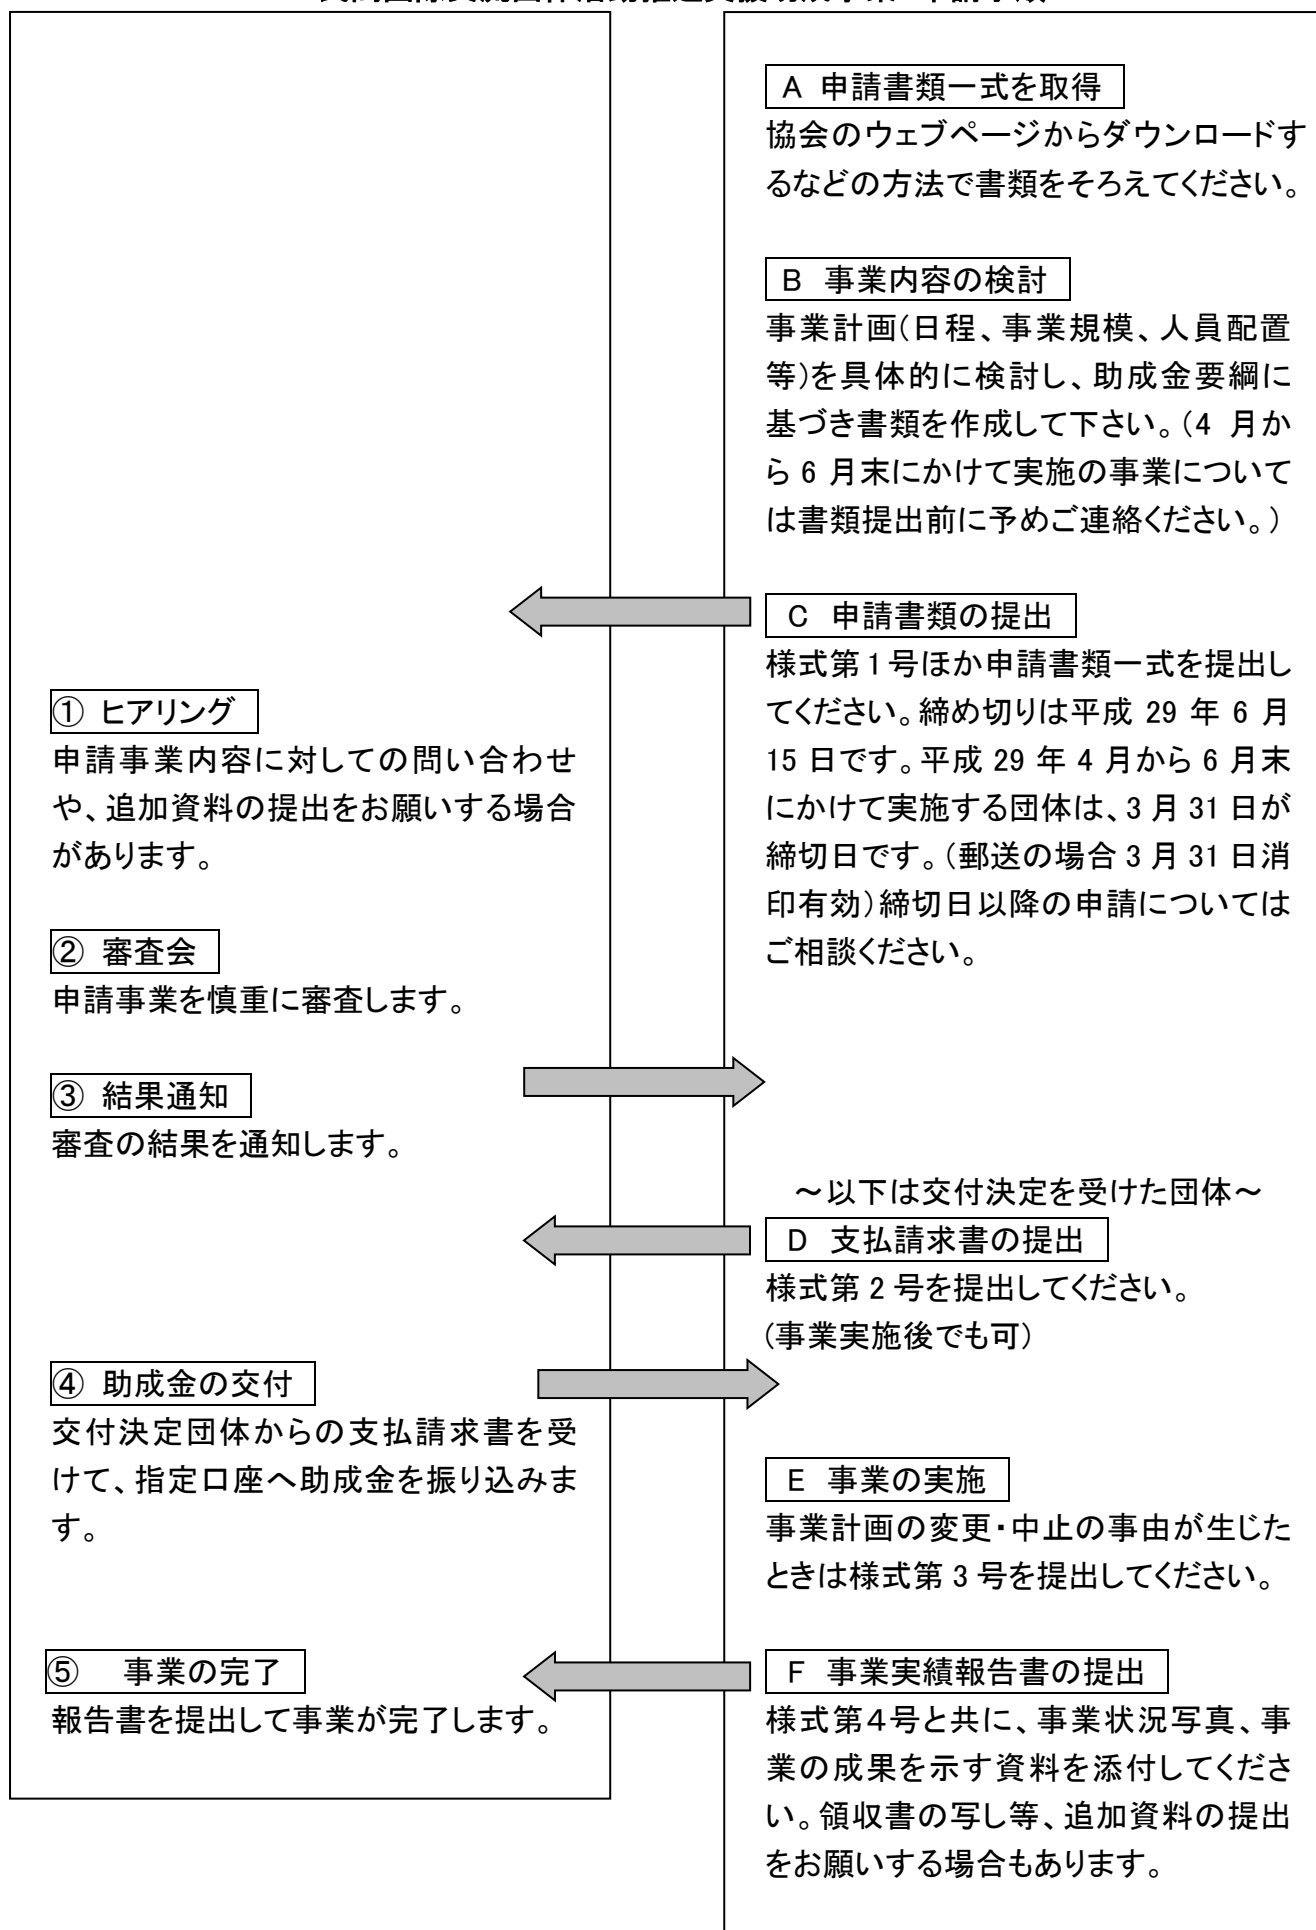 A 申請書類一式を取得
協会のウェブページからダウンロードす
るなどの方法で書類をそろえてください。
B 事業内容の検討
事業計画(日程、事業規模、人員配置
等)を具体的に検討し、助成金要綱に
基づき書類を作成して下さい。(4 月か
ら 6 月末にかけて実施の事業について
は書類提出前に予めご連絡ください。)
C 申請書類の提出
様式第 1 号ほか申請書類一式を提出し
てください。締め切りは平成 29 年 6 月
15 日です。平成 29 年 4 月から 6 月末
にかけて実施する団体は、3 月 31 日が
締切日です。(郵送の場合 3 月 31 日消
印有効)締切日以降の申請については
ご相談ください。
① ヒアリング
申請事業内容に対しての問い合わせ
や、追加資料の提出をお願いする場合
があります。
② 審査会
申請事業を慎重に審査します。
③ 結果通知
審査の結果を通知します。
～以下は交付決定を受けた団体～
D 支払請求書の提出
様式第 2 号を提出してください。
(事業実施後でも可)
④ 助成金の交付
交付決定団体からの支払請求書を受
けて、指定口座へ助成金を振り込みま
す。
E 事業の実施
事業計画の変更・中止の事由が生じた
ときは様式第 3 号を提出してください。
⑤ 事業の完了
報告書を提出して事業が完了します。
F 事業実績報告書の提出
様式第4号と共に、事業状況写真、事
業の成果を示す資料を添付してくださ
い。領収書の写し等、追加資料の提出
をお願いする場合もあります。